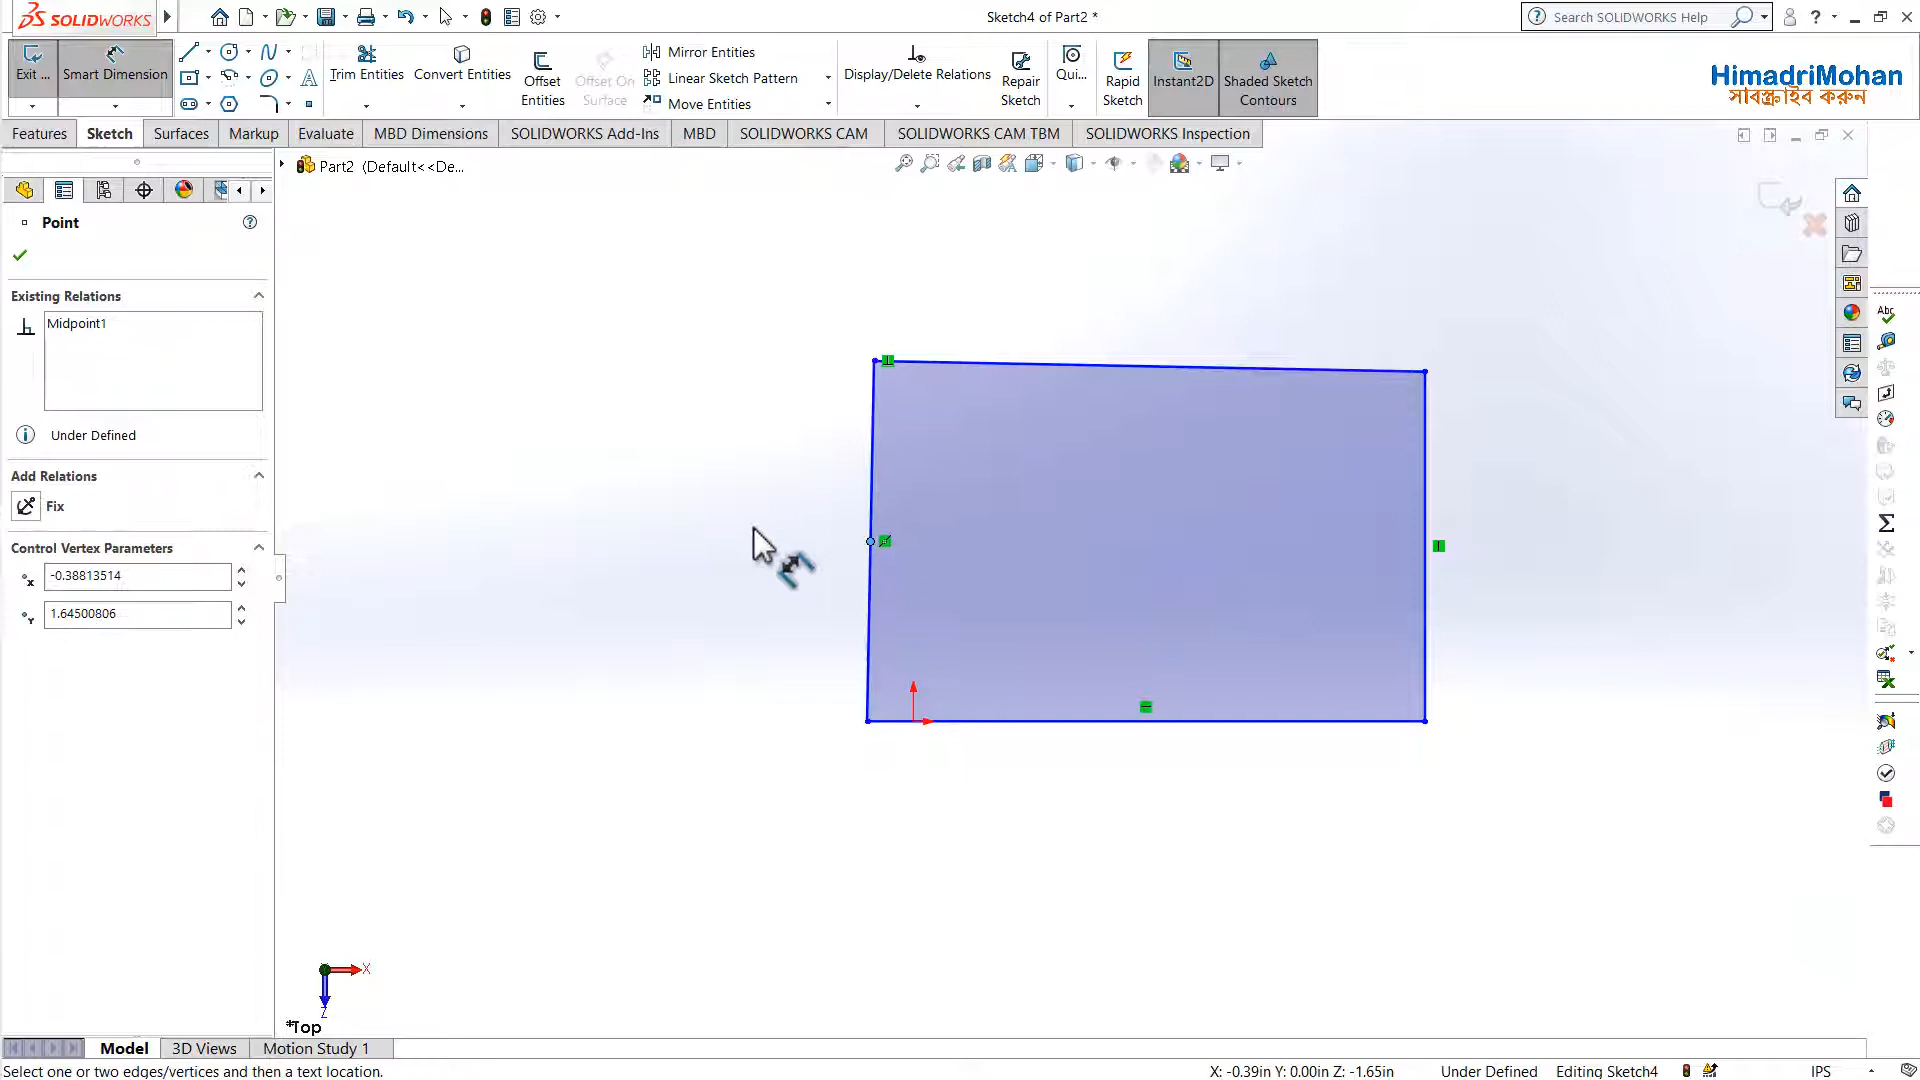 SOLIDWORKS
Sketch4 of Part2 *
Search SOLIDWORKS Help
?
Exit ...
Smart Dimension
Trim Entities
Convert Entities
Offset
Entities
Offset On
Surface
Mirror Entities
Linear Sketch Pattern
Move Entities
Display/Delete Relations
Repair
Sketch
Qui...
Rapid
Sketch
Instant2D
Shaded Sketch
Contours
HimadriMohan
সাবস্ক্রাইব করুন
Features
Sketch
Surfaces
Markup
Evaluate
MBD Dimensions
SOLIDWORKS Add-Ins
MBD
SOLIDWORKS CAM
SOLIDWORKS CAM TBM
SOLIDWORKS Inspection
Part2 (Default<<De...
Point
?
Existing Relations
Midpoint1
Under Defined
Add Relations
Fix
Control Vertex Parameters
-0.38813514
1.64500806
Abc
X
Z
*Top
Model
3D Views
Motion Study 1
Select one or two edges/vertices and then a text location.
X: -0.39in Y: 0.00in Z: -1.65in
Under Defined
Editing Sketch4
IPS